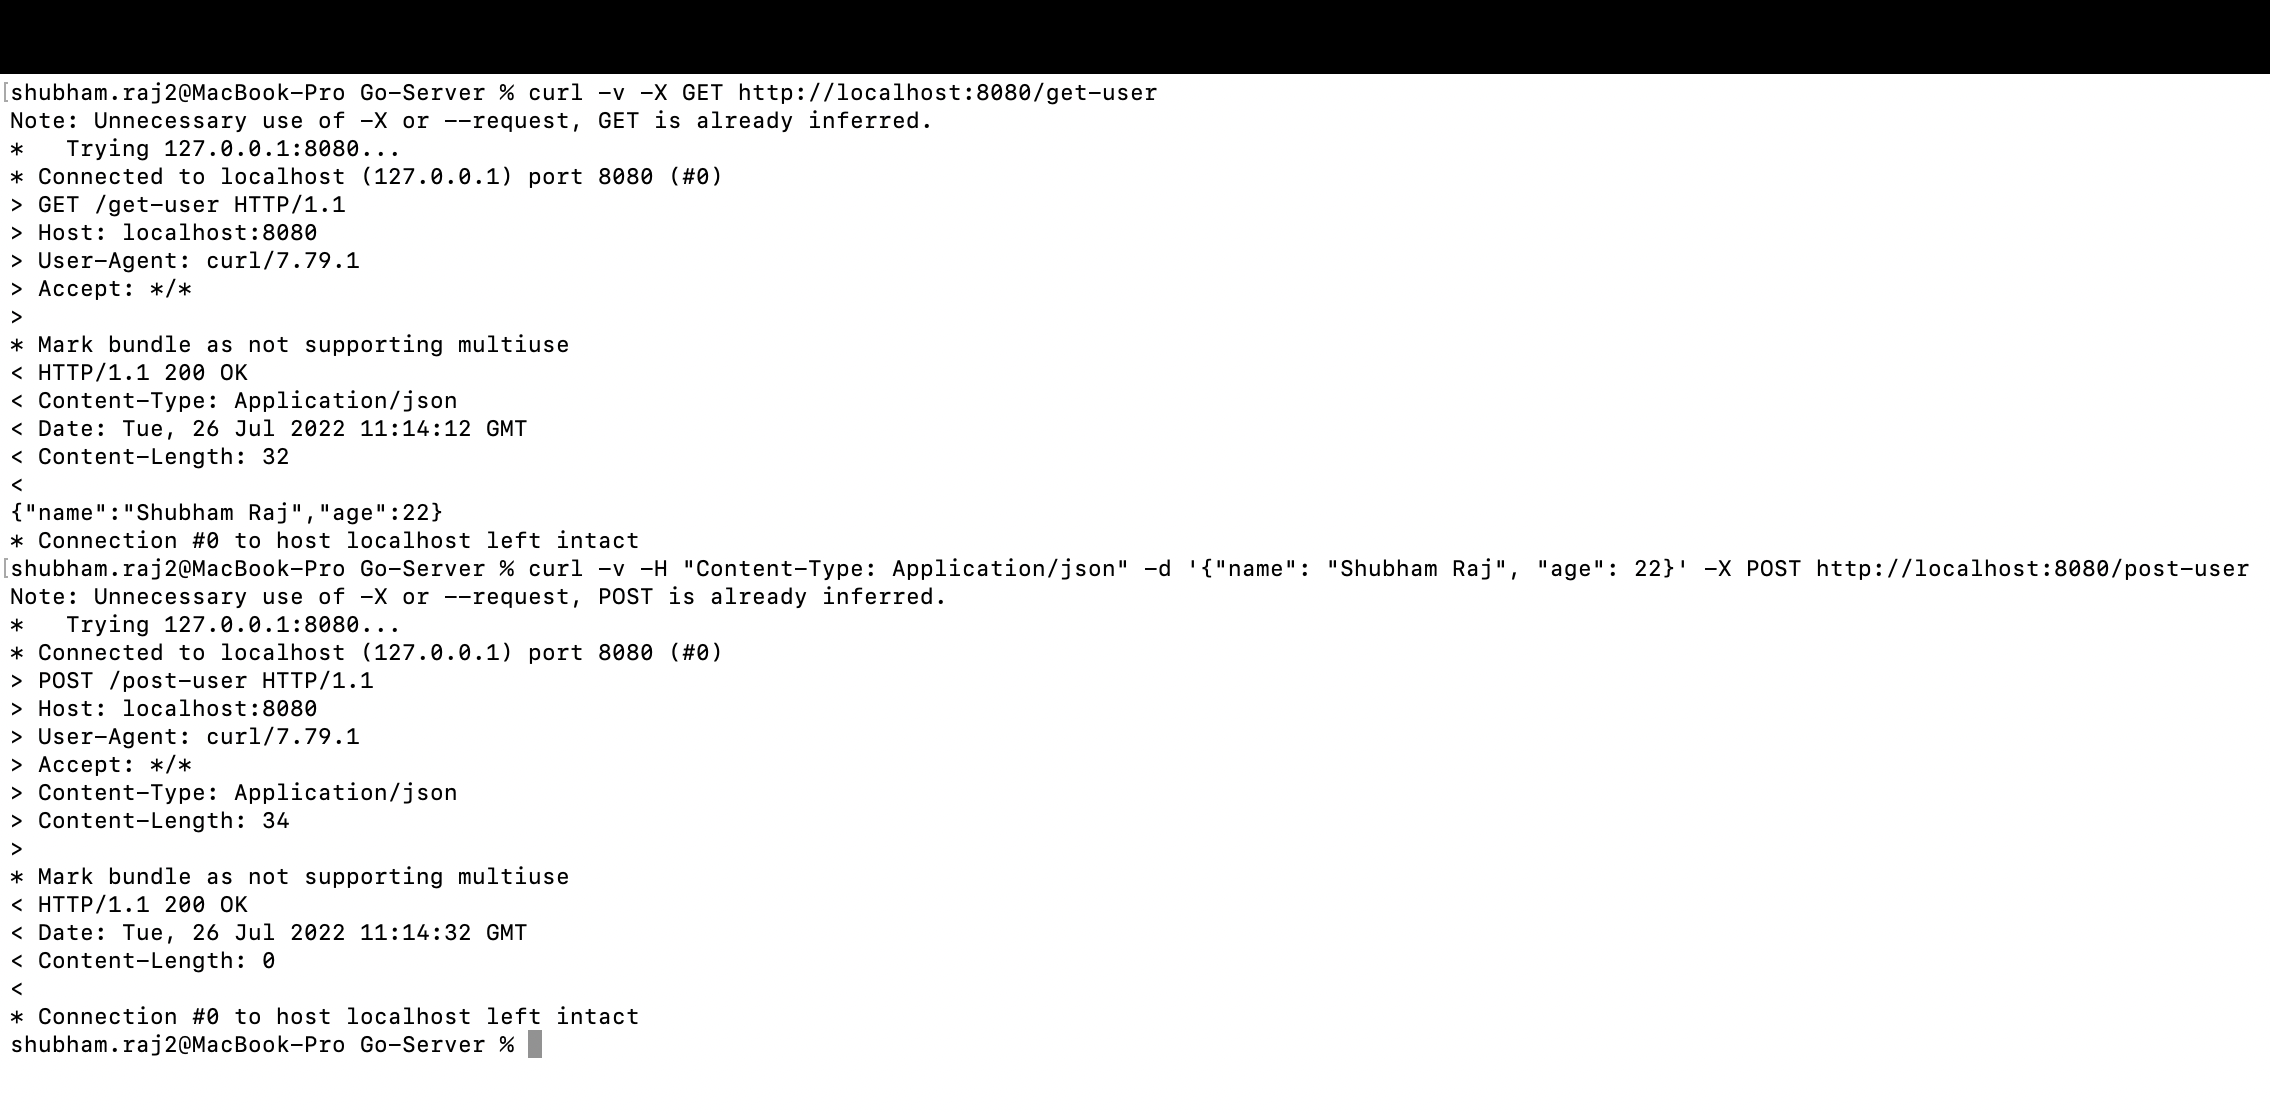 [shubham.raj2@MacBook-Pro Go-Server % curl -v -X GET http://localhost:8080/get-user
Note: Unnecessary use of -X or --request, GET is already inferred.
*   Trying 127.0.0.1:8080...
* Connected to localhost (127.0.0.1) port 8080 (#0)
> GET /get-user HTTP/1.1
> Host: localhost:8080
> User-Agent: curl/7.79.1
> Accept: */*
>
* Mark bundle as not supporting multiuse
< HTTP/1.1 200 OK
< Content-Type: Application/json
< Date: Tue, 26 Jul 2022 11:14:12 GMT
< Content-Length: 32
<
{"name":"Shubham Raj","age":22}
* Connection #0 to host localhost left intact
[shubham.raj2@MacBook-Pro Go-Server % curl -v -H "Content-Type: Application/json" -d '{"name": "Shubham Raj", "age": 22}' -X POST http://localhost:8080/post-user
Note: Unnecessary use of -X or --request, POST is already inferred.
*   Trying 127.0.0.1:8080...
* Connected to localhost (127.0.0.1) port 8080 (#0)
> POST /post-user HTTP/1.1
> Host: localhost:8080
> User-Agent: curl/7.79.1
> Accept: */*
> Content-Type: Application/json
> Content-Length: 34
>
* Mark bundle as not supporting multiuse
< HTTP/1.1 200 OK
< Date: Tue, 26 Jul 2022 11:14:32 GMT
< Content-Length: 0
<
* Connection #0 to host localhost left intact
shubham.raj2@MacBook-Pro Go-Server %